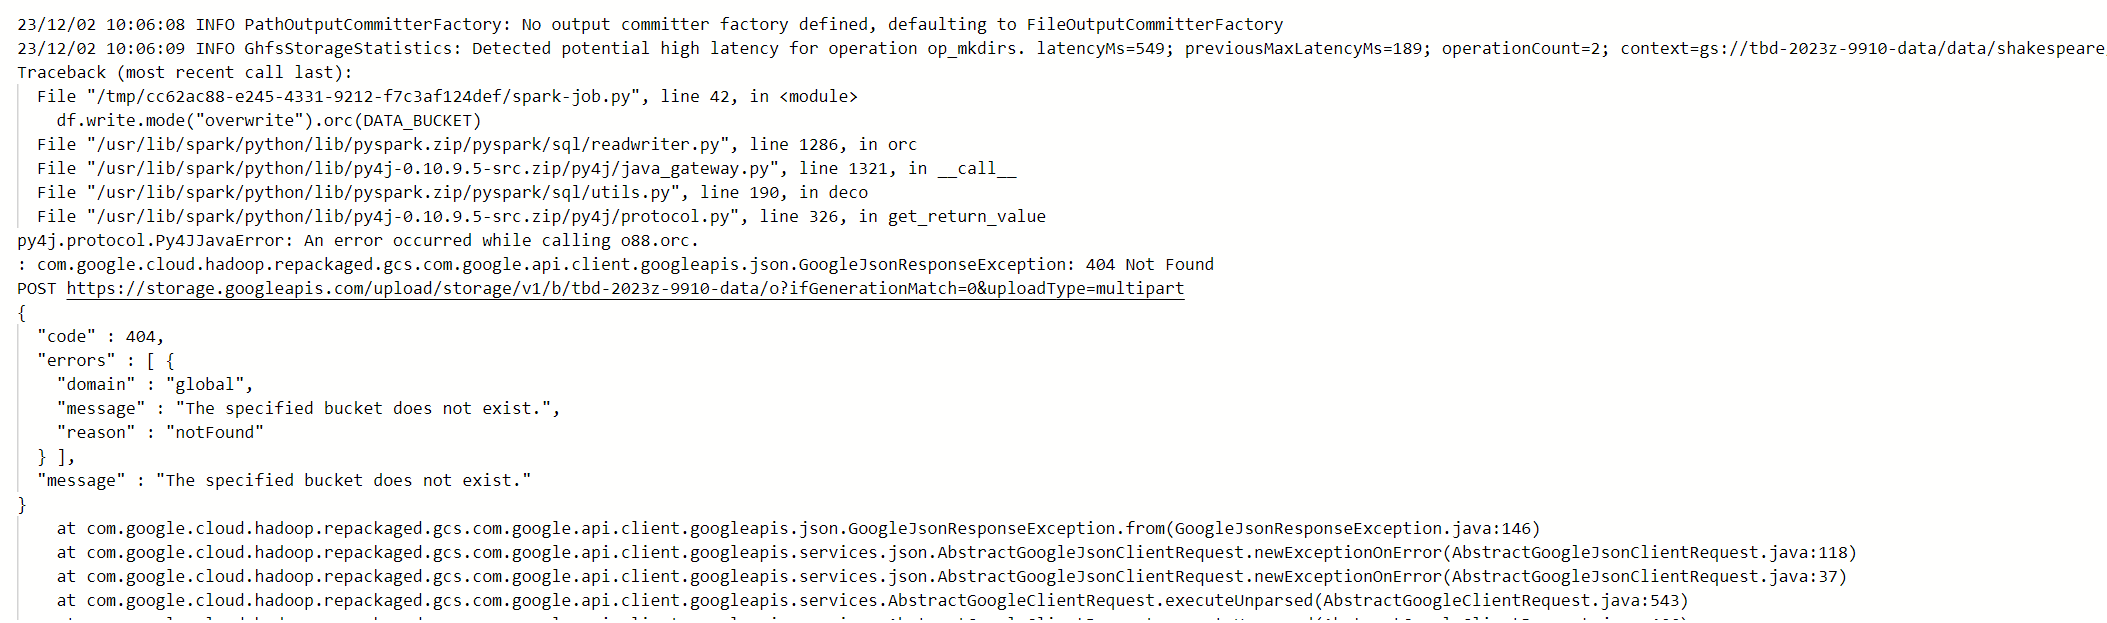 23/12/02 10:06:08 INFO PathOutputCommitterFactory: No output committer factory defined, defaulting to FileOutputCommitterFactory
23/12/02 10:06:09 INFO GhfsStorageStatistics: Detected potential high latency for operation op_mkdirs. latencyMs=549; previousMaxLatencyMs=189; operationCount=2; context=gs://tbd-2023z-9910-data/data/shakespeare
Traceback (most recent call last):
  File "/tmp/cc62ac88-e245-4331-9212-f7c3af124def/spark-job.py", line 42, in <module>
    df.write.mode("overwrite").orc(DATA_BUCKET)
  File "/usr/lib/spark/python/lib/pyspark.zip/pyspark/sql/readwriter.py", line 1286, in orc
  File "/usr/lib/spark/python/lib/py4j-0.10.9.5-src.zip/py4j/java_gateway.py", line 1321, in __call__
  File "/usr/lib/spark/python/lib/pyspark.zip/pyspark/sql/utils.py", line 190, in deco
  File "/usr/lib/spark/python/lib/py4j-0.10.9.5-src.zip/py4j/protocol.py", line 326, in get_return_value
py4j.protocol.Py4JJavaError: An error occurred while calling o88.orc.
: com.google.cloud.hadoop.repackaged.gcs.com.google.api.client.googleapis.json.GoogleJsonResponseException: 404 Not Found
POST https://storage.googleapis.com/upload/storage/v1/b/tbd-2023z-9910-data/o?ifGenerationMatch=0&uploadType=multipart
{
  "code" : 404,
  "errors" : [ {
    "domain" : "global",
    "message" : "The specified bucket does not exist.",
    "reason" : "notFound"
  } ],
  "message" : "The specified bucket does not exist."
}
    at com.google.cloud.hadoop.repackaged.gcs.com.google.api.client.googleapis.json.GoogleJsonResponseException.from(GoogleJsonResponseException.java:146)
    at com.google.cloud.hadoop.repackaged.gcs.com.google.api.client.googleapis.services.json.AbstractGoogleJsonClientRequest.newExceptionOnError(AbstractGoogleJsonClientRequest.java:118)
    at com.google.cloud.hadoop.repackaged.gcs.com.google.api.client.googleapis.services.json.AbstractGoogleJsonClientRequest.newExceptionOnError(AbstractGoogleJsonClientRequest.java:37)
    at com.google.cloud.hadoop.repackaged.gcs.com.google.api.client.googleapis.services.AbstractGoogleClientRequest.executeUnparsed(AbstractGoogleClientRequest.java:543)